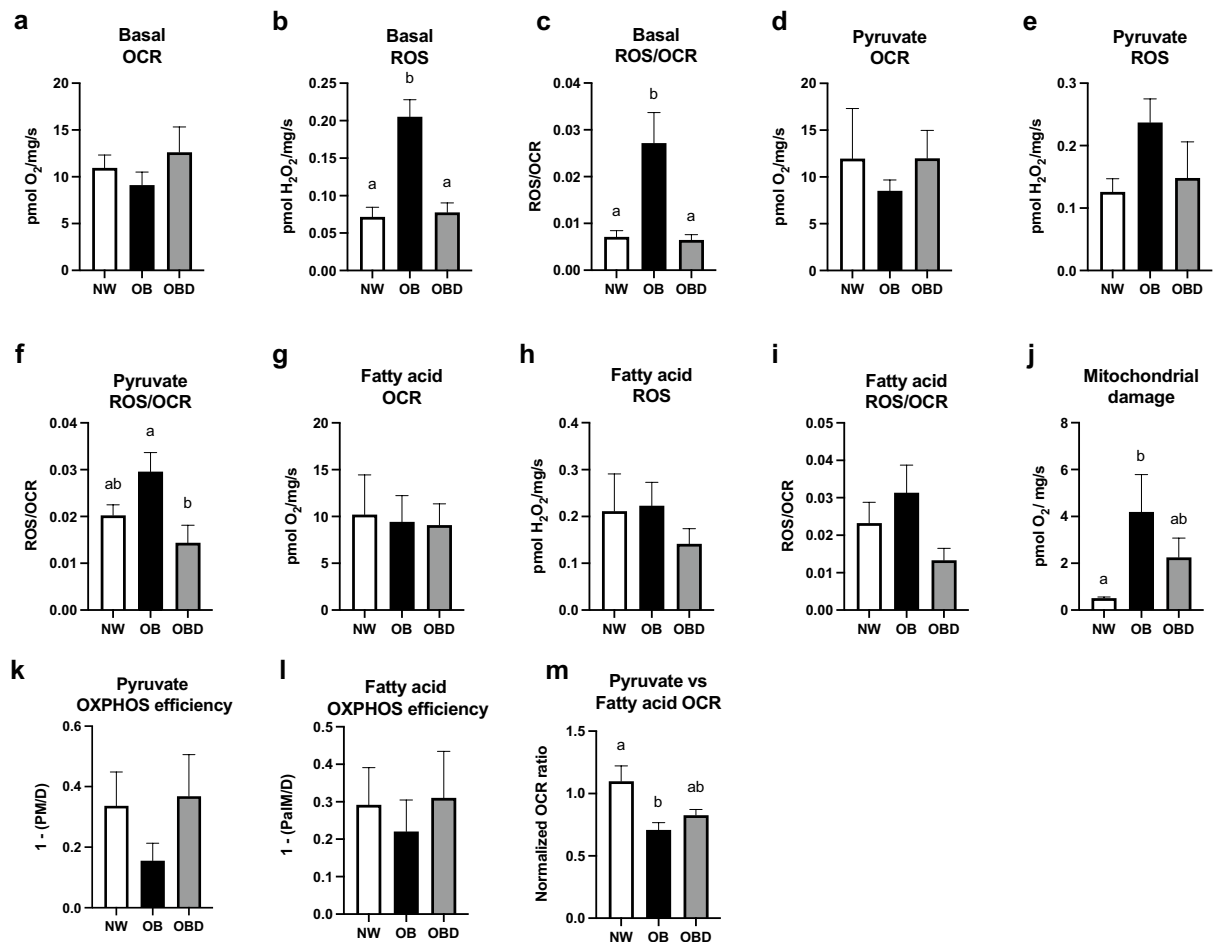 a
Basal
OCR
pmol O2/mg/s
20
15
10
5
0
NW OB OBD
b
Basal
ROS
pmol H2O2/mg/s
0.25
0.20
0.15
0.10
0.05
0.00
a
b
a
NW OB OBD
c
Basal
ROS/OCR
ROS/OCR
0.04
0.03
0.02
0.01
0.00
a
b
a
NW OB OBD
d
Pyruvate
OCR
pmol O2/mg/s
20
15
10
5
0
NW OB OBD
e
Pyruvate
ROS
pmol H2O2/mg/s
0.3
0.2
0.1
0.0
NW OB OBD
f
Pyruvate
ROS/OCR
ROS/OCR
0.04
0.03
0.02
0.01
0.00
ab
a
b
NW OB OBD
g
Fatty acid
OCR
pmol O2/mg/s
20
15
10
5
0
NW OB OBD
h
Fatty acid
ROS
pmol H2O2/mg/s
0.4
0.3
0.2
0.1
0.0
NW OB OBD
i
Fatty acid
ROS/OCR
ROS/OCR
0.04
0.03
0.02
0.01
0.00
NW OB OBD
j
Mitochondrial
damage
pmol O2/ mg/s
8
6
4
2
0
a
b
ab
NW OB OBD
k
Pyruvate
OXPHOS efficiency
1 - (PM/D)
0.6
0.4
0.2
0.0
NW OB OBD
l
Fatty acid
OXPHOS efficiency
1 - (PalM/D)
0.5
0.4
0.3
0.2
0.1
0.0
NW OB OBD
m
Pyruvate vs
Fatty acid OCR
Normalized OCR ratio
1.5
1.0
0.5
0.0
a
b
ab
NW OB OBD